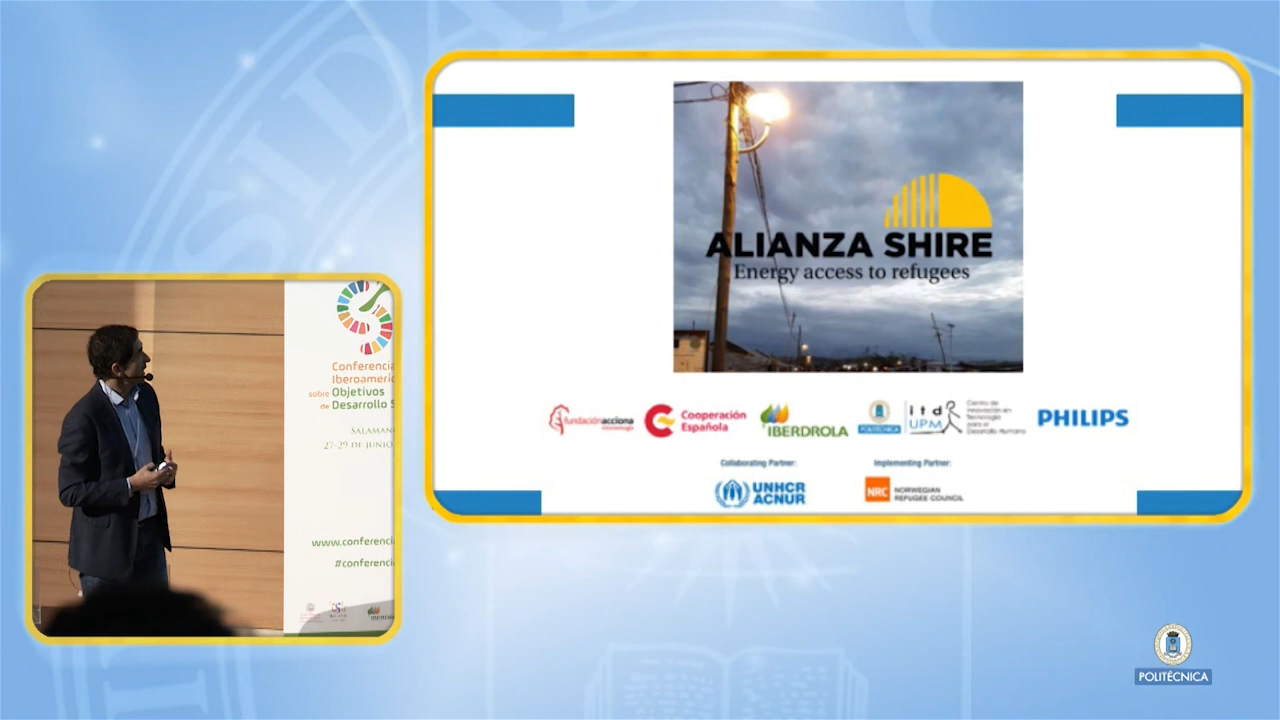 ALIANZA SHIRE
Energy access to refugees
fundación acciona
Cooperación
Española
IBERDROLA
POLITÉCNICA
itd
UPM
Centro de
Innovación en
Tecnología
para el
Desarrollo Humano
PHILIPS
Collaborating Partner:
UNHCR
ACNUR
Implementing Partner:
NRC
NORWEGIAN
REFUGEE COUNCIL
Conferencia
Iberoameric
sobre Objetivos
de Desarrollo S
SALAMAN
27-29 DE JUNIO
www.conferenci
#conferenci
IBERD
POLITÉCNICA